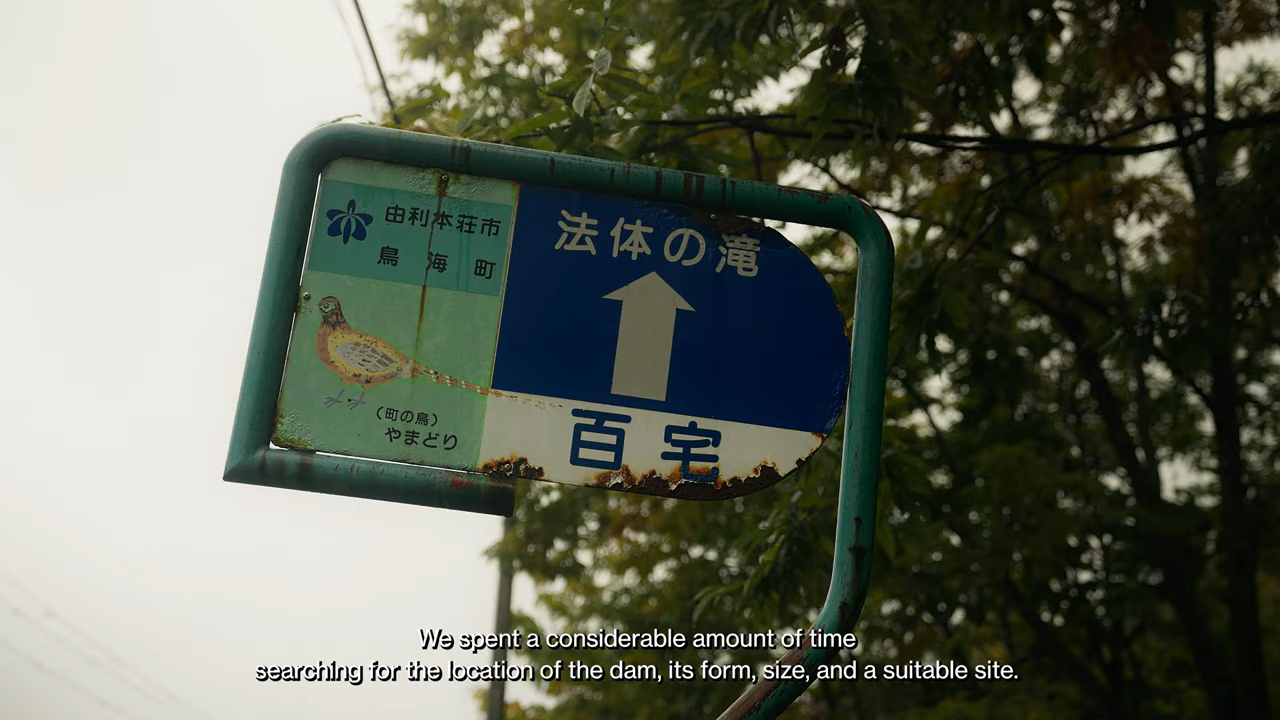 由利本荘市
鳥海町
(町の鳥)
やまどり
法体の滝
百宅
We spent a considerable amount of time
searching for the location of the dam, its form, size, and a suitable site.